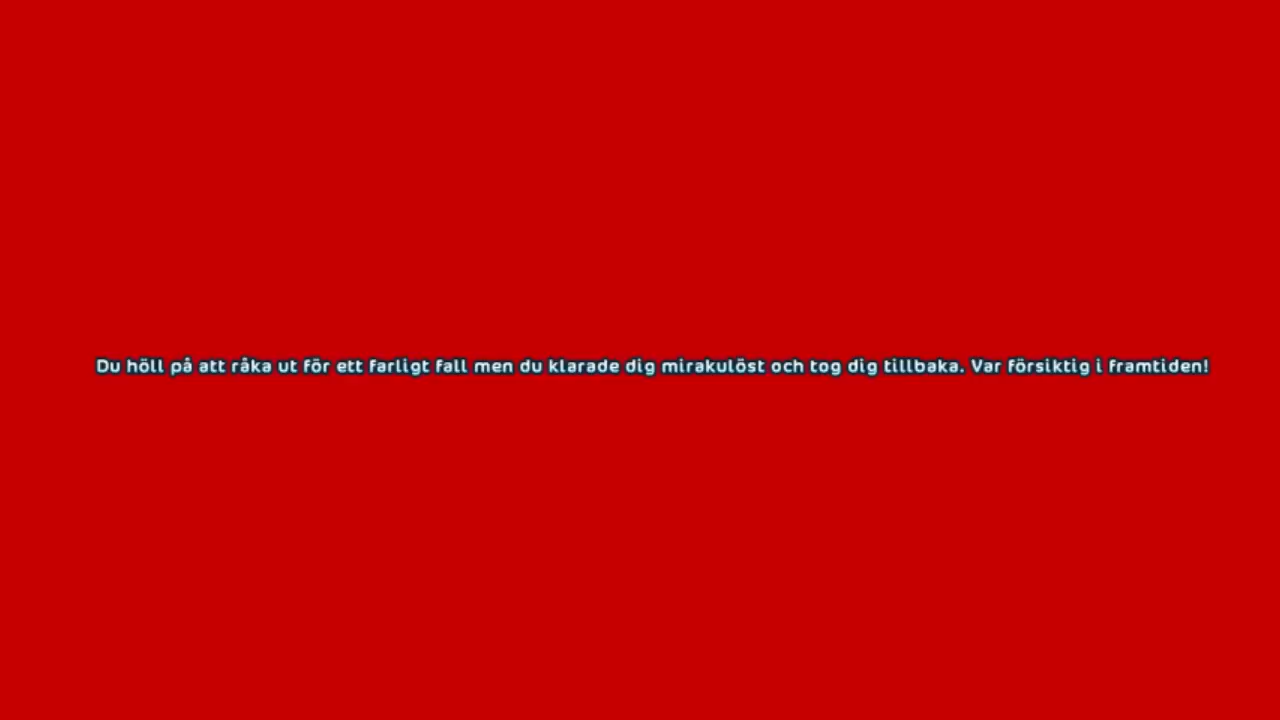 Du höll på att råka ut för ett farligt fall men du klarade dig mirakulöst och tog dig tillbaka. Var försiktig i framtiden!